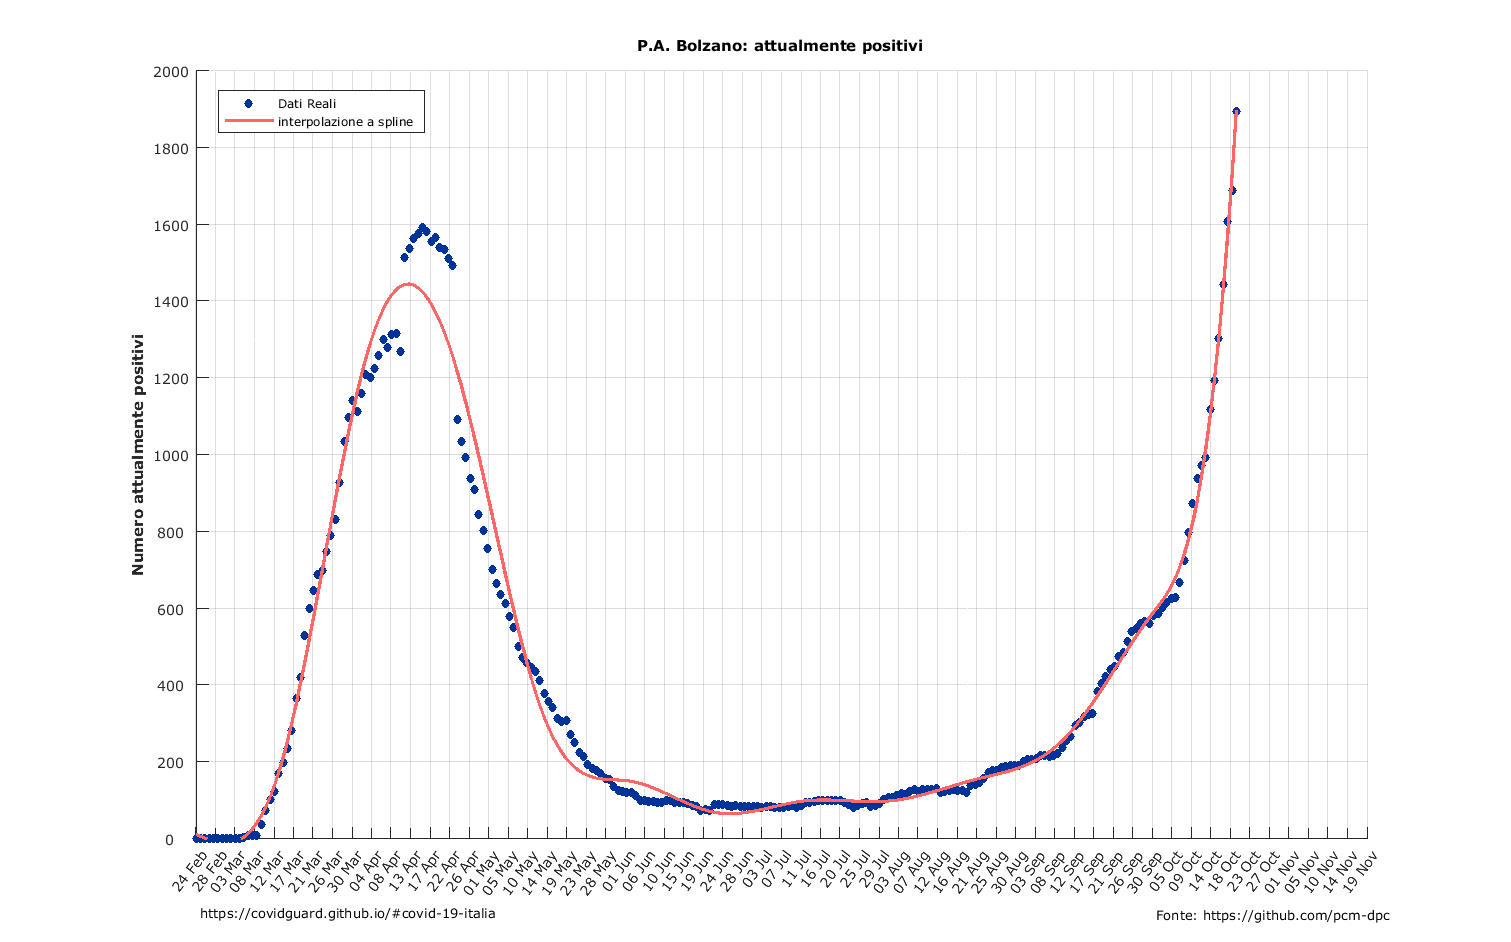 P.A. Bolzano: attualmente positivi
Dati Reali
interpolazione a spline
Numero attualmente positivi
2000
1800
1600
1400
1200
1000
800
600
400
200
0
24 Feb
28 Feb
03 Mar
08 Mar
12 Mar
17 Mar
21 Mar
26 Mar
30 Mar
04 Apr
08 Apr
13 Apr
17 Apr
22 Apr
26 Apr
01 May
05 May
10 May
14 May
19 May
23 May
28 May
01 Jun
06 Jun
10 Jun
15 Jun
19 Jun
24 Jun
28 Jun
03 Jul
07 Jul
11 Jul
16 Jul
20 Jul
25 Jul
29 Jul
03 Aug
07 Aug
12 Aug
16 Aug
21 Aug
25 Aug
30 Aug
03 Sep
08 Sep
12 Sep
17 Sep
21 Sep
26 Sep
30 Sep
05 Oct
09 Oct
14 Oct
18 Oct
23 Oct
27 Oct
01 Nov
05 Nov
10 Nov
14 Nov
19 Nov
https://covidguard.github.io/#covid-19-italia
Fonte: https://github.com/pcm-dpc